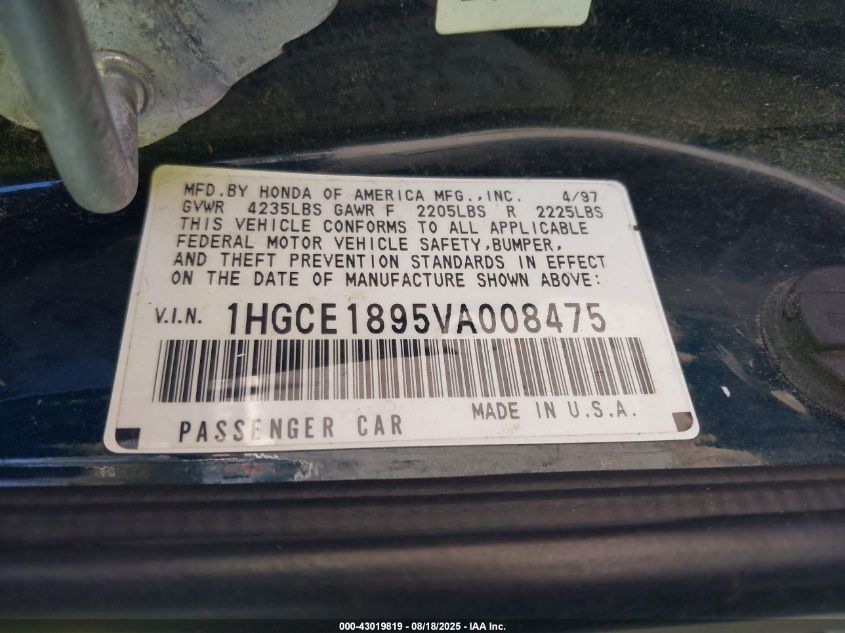 MFD.BY HONDA OF AMERICA MFG.,INC. 4/97
GVWR 4235LBS GAWR F 2205LBS R 2225LBS
THIS VEHICLE CONFORMS TO ALL APPLICABLE
FEDERAL MOTOR VEHICLE SAFETY,BUMPER,
AND THEFT PREVENTION STANDARDS IN EFFECT
ON THE DATE OF MANUFACTURE SHOWN ABOVE:
V.I.N. 1HGCE1895VA008475
PASSENGER CAR MADE IN U.S.A.
000-43019819 - 08/18/2025 - IAA Inc.